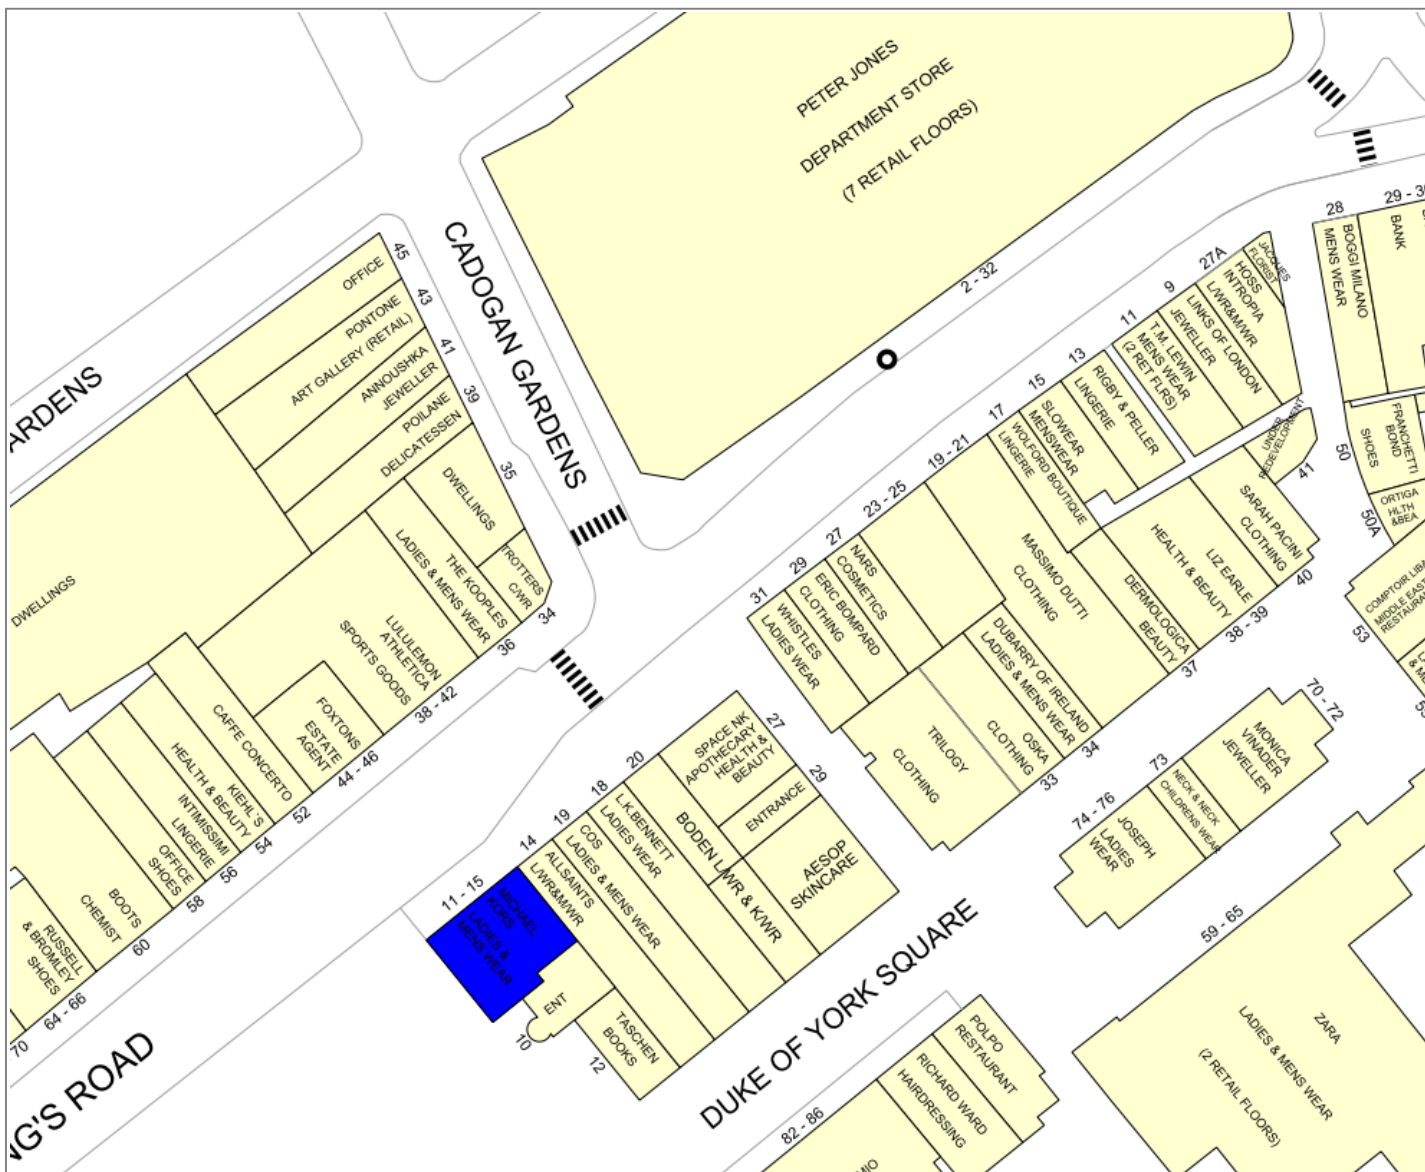 PETER JONES
DEPARTMENT STORE
(7 RETAIL FLOORS)
2 - 32
CADOGAN GARDENS
ARDENS
45
OFFICE
43
PONTONE
ART GALLERY (RETAIL)
41
ANNOUSHKA
JEWELLER
39
POILANE
DELICATESSEN
35
DWELLINGS
TROTTERS
C/WR
34
THE KOOPLES
LADIES & MENS WEAR
36
LULULEMON
ATHLETICA
SPORTS GOODS
38 - 42
FOXTONS
ESTATE
AGENT
44 - 46
CAFFE CONCERTO
52
KIEHL'S
HEALTH & BEAUTY
54
INTIMISSIMI
LINGERIE
56
OFFICE
SHOES
58
BOOTS
CHEMIST
60
RUSSELL
& BROMLEY
SHOES
64 - 66
70
DWELLINGS
NG'S ROAD
28
BOGGI MILANO
MENS WEAR
BANK
JACQUES
FLORIST
27A
HOSS
INTROPIA
L/WR&M/WR
9
LINKS OF LONDON
JEWELLER
11
T.M. LEWIN
MENS WEAR
(2 RET FLRS)
13
RIGBY & PELLER
LINGERIE
15
SLOWEAR
MENSWEAR
17
WOLFORD BOUTIQUE
LINGERIE
19 - 21
MASSIMO DUTTI
CLOTHING
23 - 25
NARS
COSMETICS
27
ERIC BOMPARD
CLOTHING
29
WHISTLES
LADIES WEAR
31
UNDER
REDEVELOPMENT
41
SARAH PACINI
CLOTHING
40
LIZ EARLE
HEALTH & BEAUTY
38 - 39
DERMOLOGICA
BEAUTY
37
DUBARRY OF IRELAND
LADIES & MENS WEAR
34
OSKA
CLOTHING
33
TRILOGY
CLOTHING
50
FRANCHETTI
BOND
SHOES
50A
ORTIGA
HLTH
&BEA
COMPTOIR LIBA
MIDDLE EAST
RESTAURA
53
SPACE NK
APOTHECARY
HEALTH &
BEAUTY
27
ENTRANCE
29
AESOP
SKINCARE
20
BODEN L/WR & K/WR
18
L.K.BENNETT
LADIES WEAR
19
COS
LADIES & MENS WEAR
14
ALLSAINTS
L/WR&M/WR
11 - 15
MICHAEL
KORS
LADIES &
MENS WEAR
ENT
10
TASCHEN
BOOKS
12
DUKE OF YORK SQUARE
70 - 72
MONICA
VINADER
JEWELLER
73
NECK & NECK
CHILDRENS WEAR
74 - 76
JOSEPH
LADIES
WEAR
59 - 65
ZARA
LADIES & MENS WEAR
(2 RETAIL FLOORS)
POLPO
RESTAURANT
RICHARD WARD
HAIRDRESSING
82 - 86